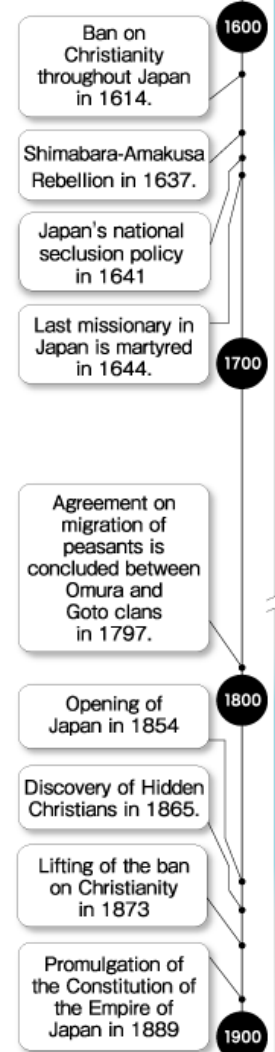 1600
Ban on
Christianity
throughout Japan
in 1614.
Shimabara-Amakusa
Rebellion in 1637.
Japan's national
seclusion policy
in 1641
Last missionary in
Japan is martyred
in 1644.
1700
Agreement on
migration of
peasants is
concluded between
Omura and
Goto clans
in 1797.
1800
Opening of
Japan in 1854
Discovery of Hidden
Christians in 1865.
Lifting of the ban
on Christianity
in 1873
Promulgation of
the Constitution of
the Empire of
Japan in 1889
1900